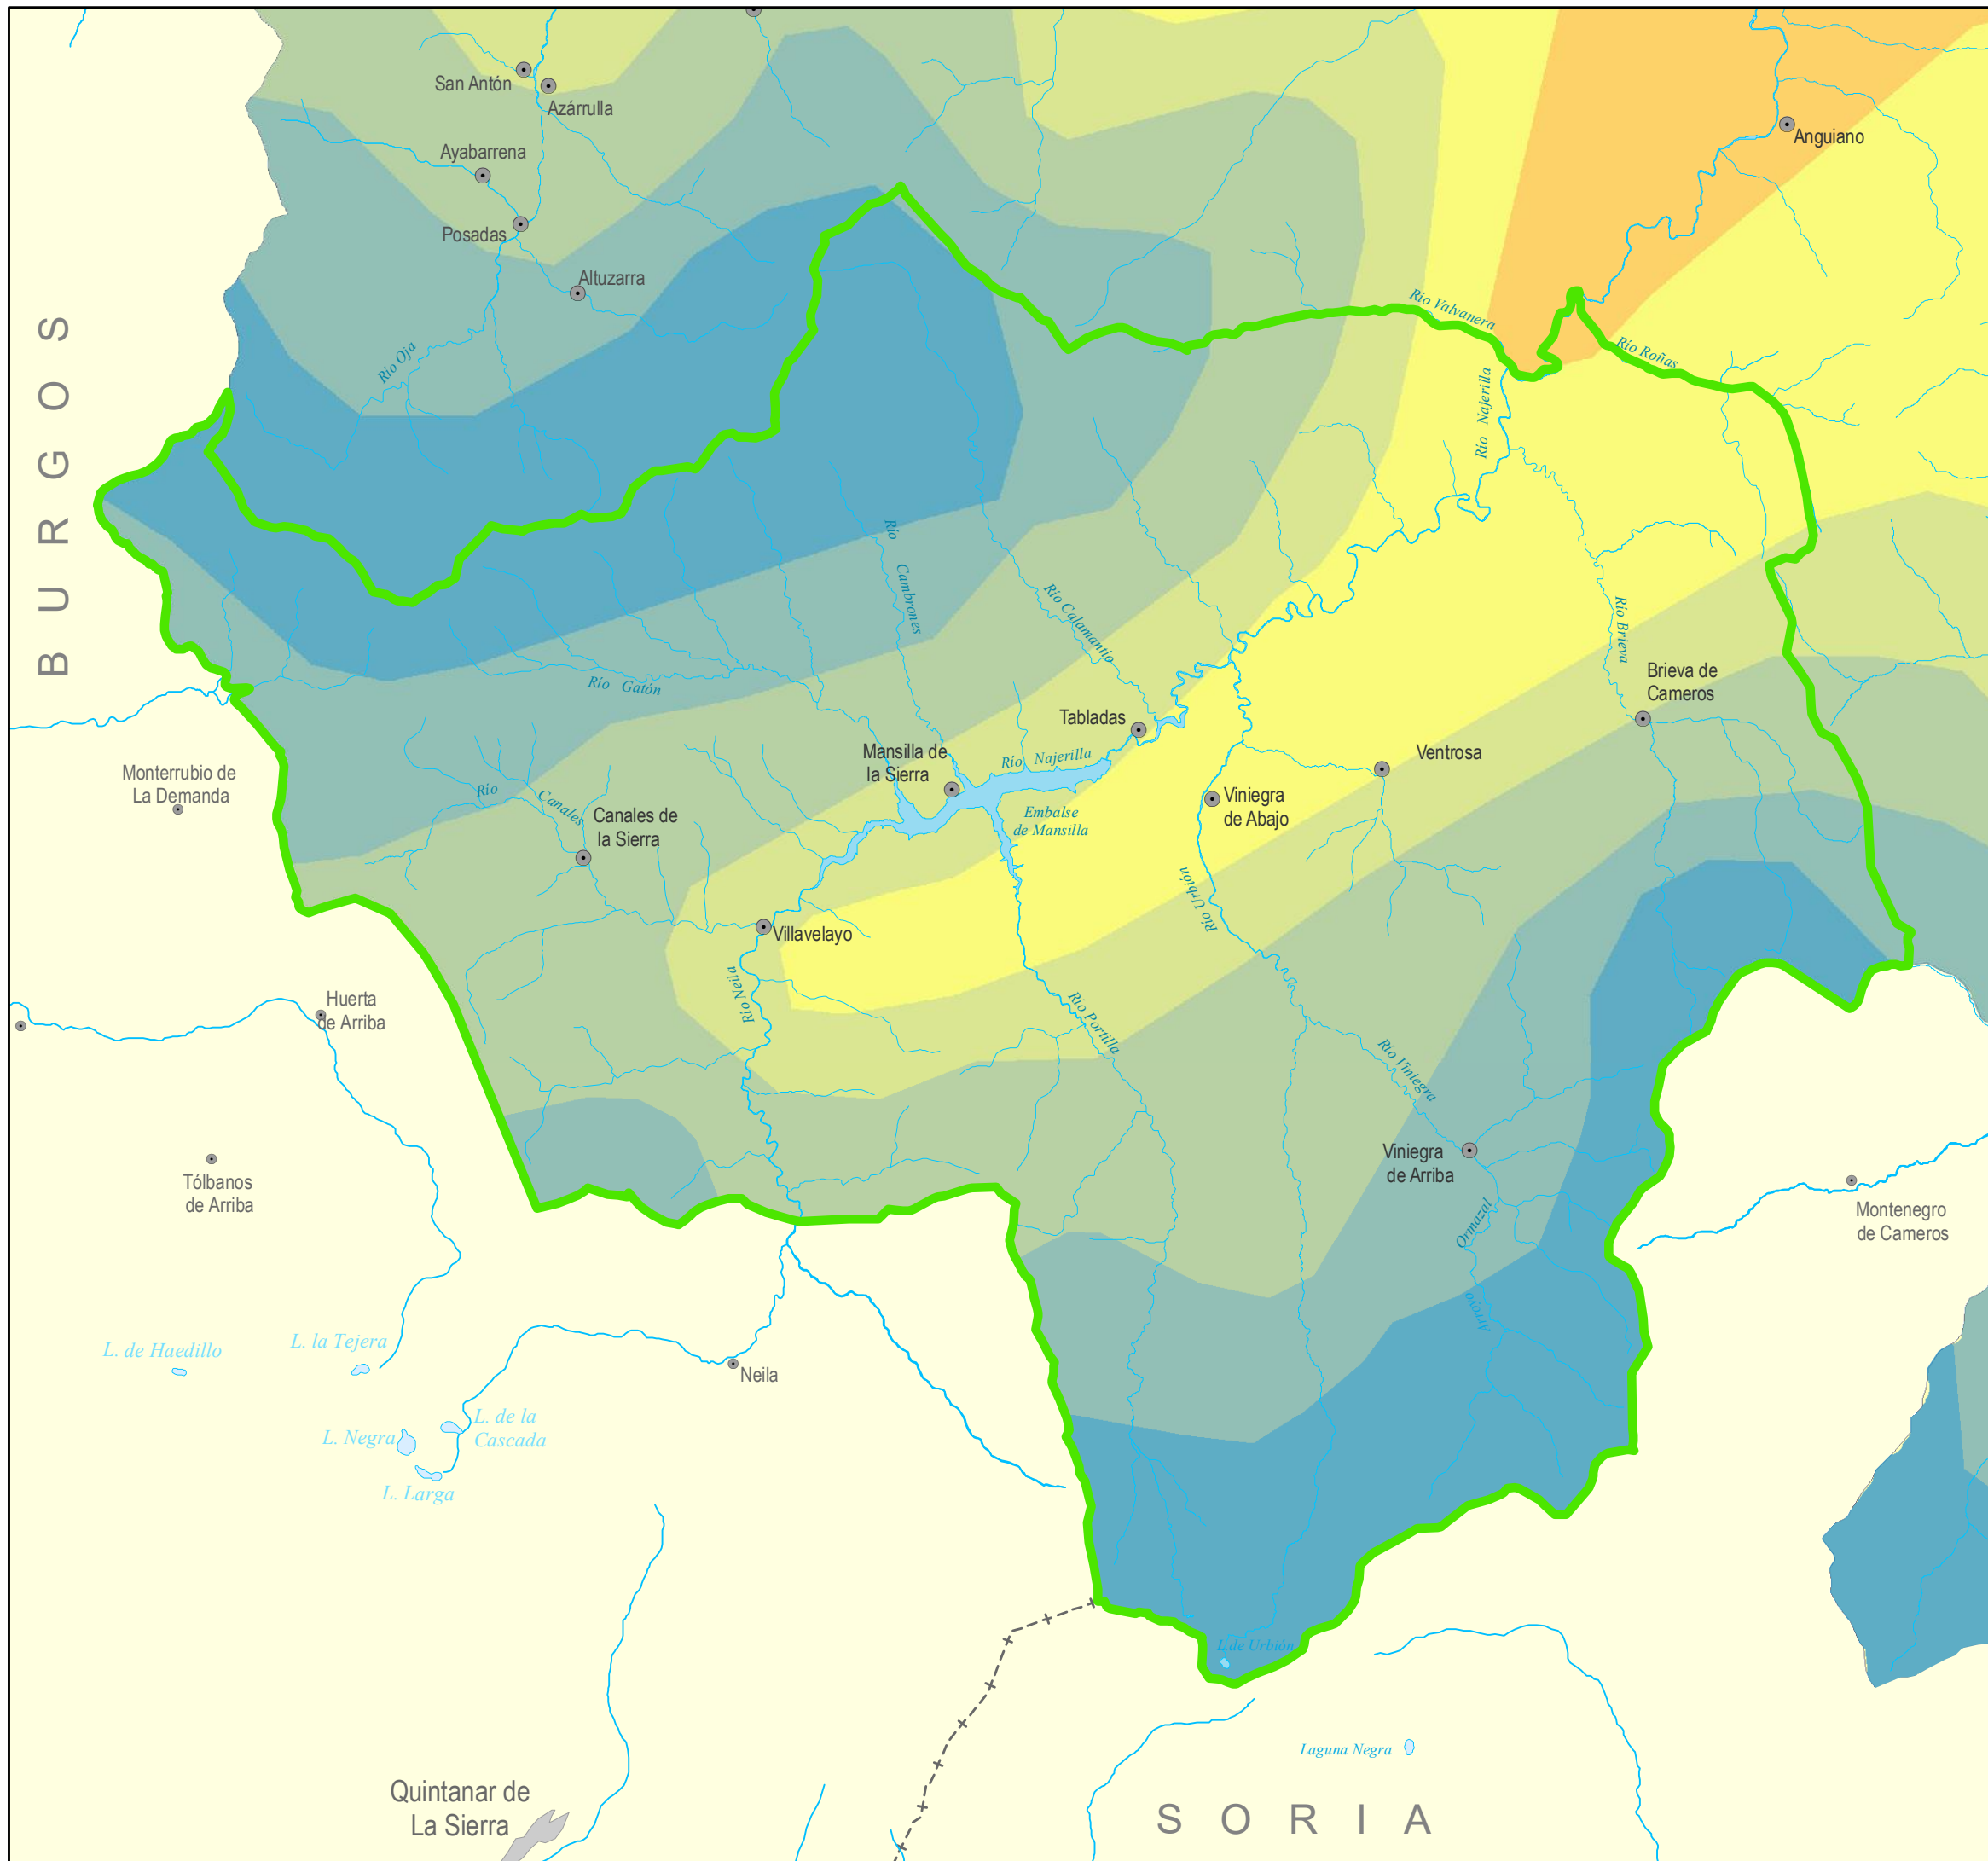 San Antón
Azárrulla
Ayabarrena
Posadas
Altuzarra
Anguiano
Río Valvanera
Río Roñas
Río Oja
Río Najerilla
BURGOS
Río
Cambrones
Río Calamantio
Río Brieva
Río Gatón
Brieva de
Cameros
Tabladas
Mansilla de
la Sierra
Río Najerilla
Ventrosa
Monterrubio de
La Demanda
Río
Canales
Canales de
la Sierra
Embalse
de Mansilla
Viniegra
de Abajo
Río Urbión
Villavelayo
Río Neila
Huerta
de Arriba
Río Portilla
Río Viniegra
Viniegra
de Arriba
Tólbanos
de Arriba
Ormazal
Arroyo
Montenegro
de Cameros
L. de Haedillo
L. la Tejera
Neila
L. de la
Cascada
L. Negra
L. Larga
L.de Urbión
Laguna Negra
Quintanar de
La Sierra
SORIA